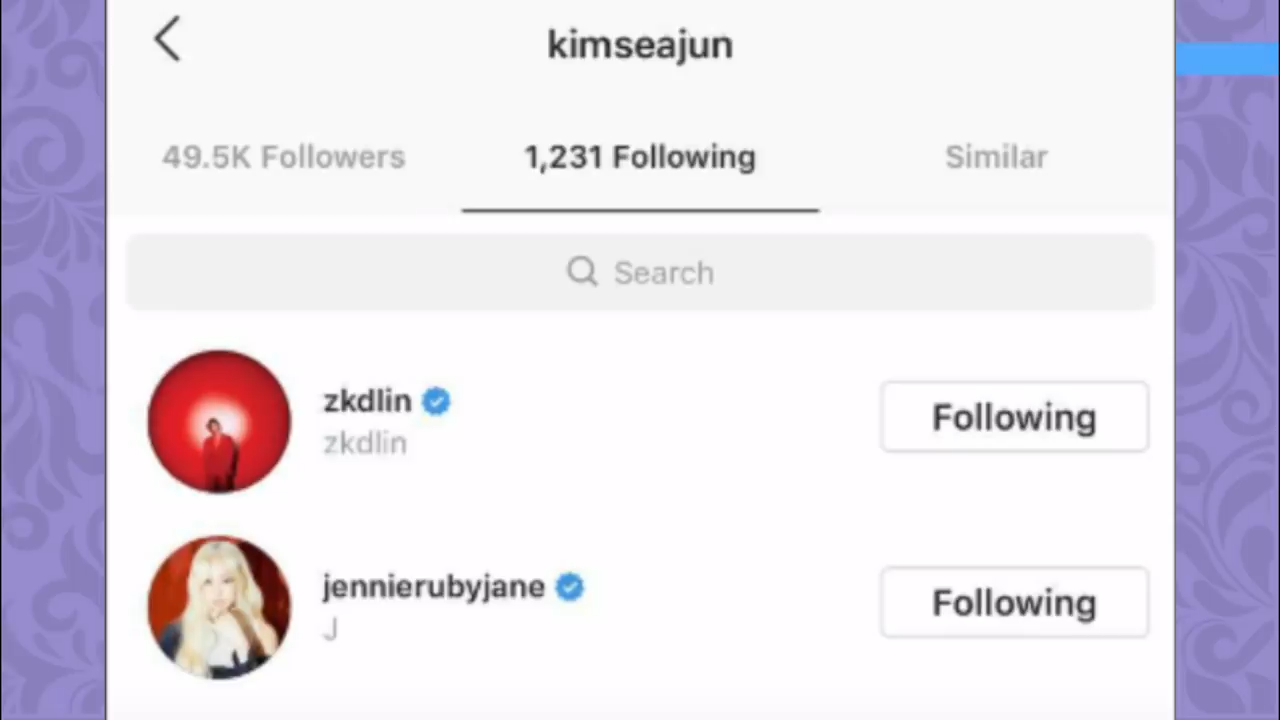 kimseajun
49.5K Followers 1,231 Following Similar
Search
zkdlin
zkdlin
Following
jennierubyjane
J
Following